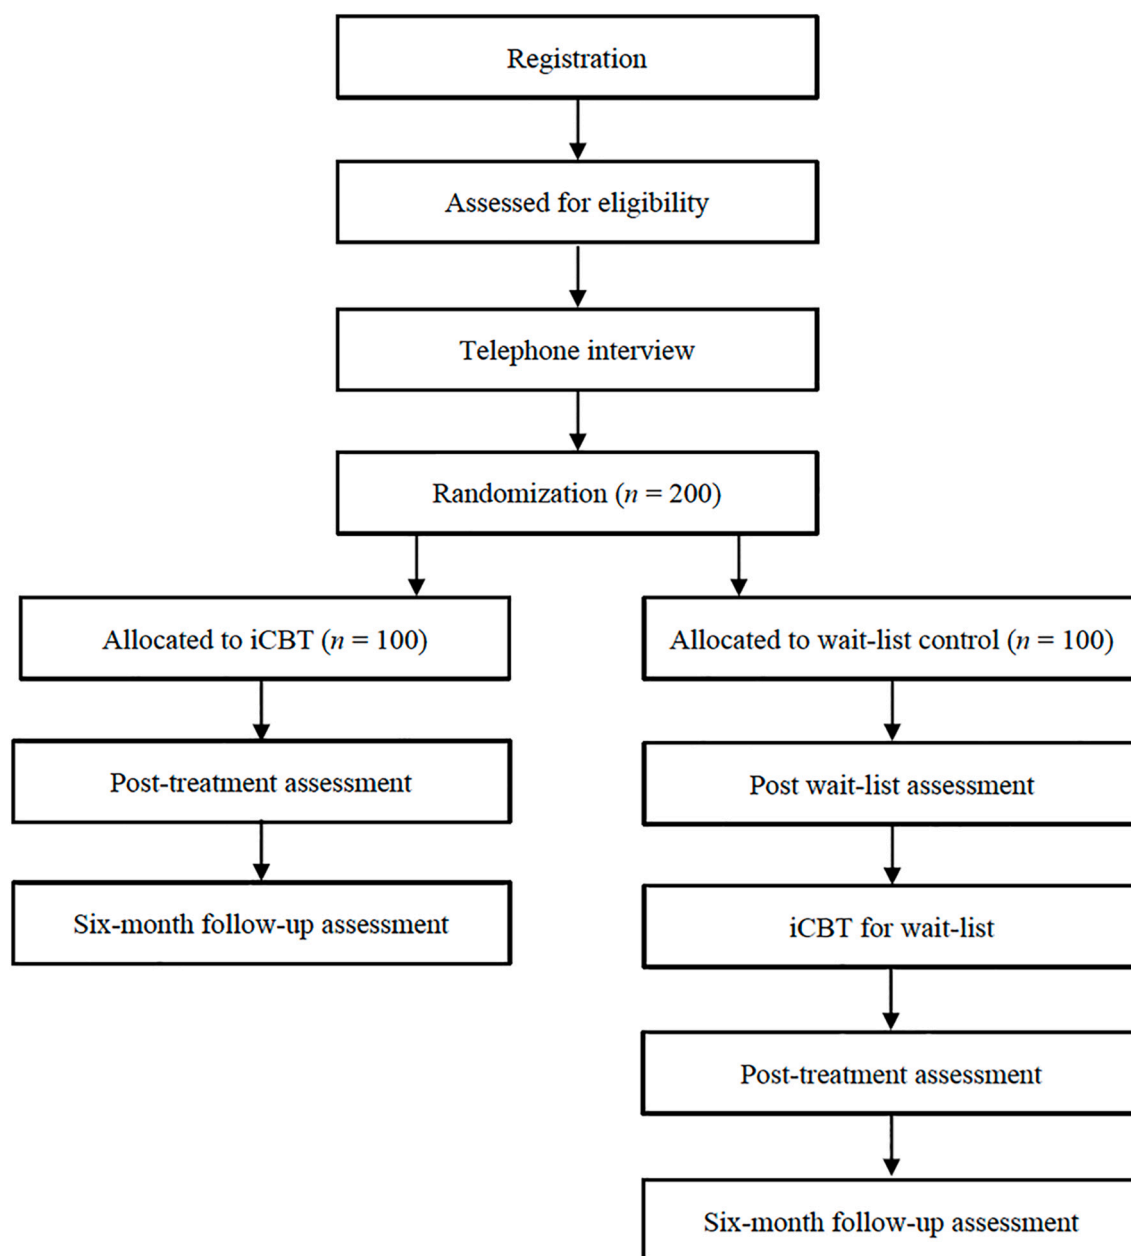 Registration
Assessed for eligibility
Telephone interview
Randomization (n = 200)
Allocated to iCBT (n = 100)
Allocated to wait-list control (n = 100)
Post-treatment assessment
Post wait-list assessment
Six-month follow-up assessment
iCBT for wait-list
Post-treatment assessment
Six-month follow-up assessment